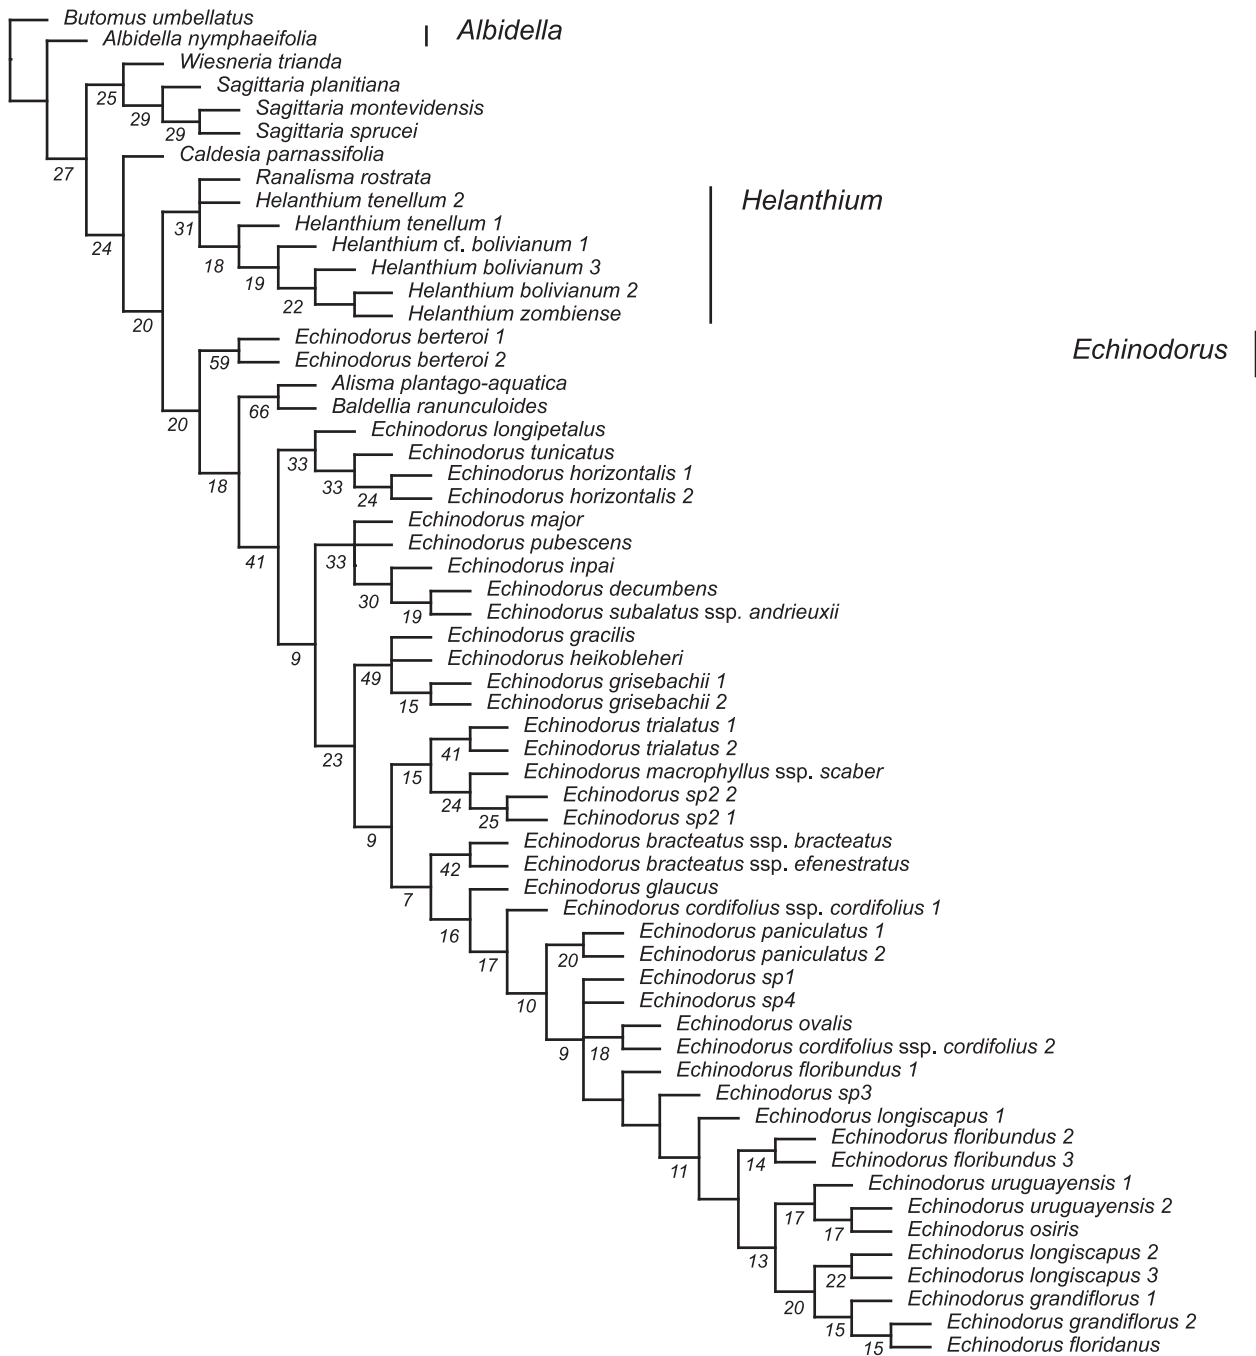 Butomus umbellatus
Albidella nymphaeifolia
Albidella
Wiesneria trianda
Sagittaria planitiana
25
Sagittaria montevidensis
29
Sagittaria sprucei
29
Caldesia parnassifolia
27
Ranalisma rostrata
Helanthium tenellum 2
Helanthium
Helanthium tenellum 1
31
Helanthium cf. bolivianum 1
24
18
Helanthium bolivianum 3
19
Helanthium bolivianum 2
22
Helanthium zombiense
20
Echinodorus berteroi 1
Echinodorus
Echinodorus berteroi 2
59
Alisma plantago-aquatica
Baldellia ranunculoides
66
20
Echinodorus longipetalus
Echinodorus tunicatus
33
Echinodorus horizontalis 1
33
18
Echinodorus horizontalis 2
24
Echinodorus major
Echinodorus pubescens
41
33
Echinodorus inpai
Echinodorus decumbens
30
19
Echinodorus subalatus ssp. andrieuxii
Echinodorus gracilis
9
Echinodorus heikobleheri
49
Echinodorus grisebachii 1
Echinodorus grisebachii 2
15
Echinodorus trialatus 1
Echinodorus trialatus 2
41
23
Echinodorus macrophyllus ssp. scaber
15
Echinodorus sp2 2
24
Echinodorus sp2 1
25
9
Echinodorus bracteatus ssp. bracteatus
Echinodorus bracteatus ssp. efenestratus
42
Echinodorus glaucus
7
Echinodorus cordifolius ssp. cordifolius 1
Echinodorus paniculatus 1
16
Echinodorus paniculatus 2
17
20
Echinodorus sp1
Echinodorus sp4
10
Echinodorus ovalis
Echinodorus cordifolius ssp. cordifolius 2
9
18
Echinodorus floribundus 1
Echinodorus sp3
Echinodorus longiscapus 1
Echinodorus floribundus 2
Echinodorus floribundus 3
14
11
Echinodorus uruguayensis 1
Echinodorus uruguayensis 2
17
Echinodorus osiris
17
Echinodorus longiscapus 2
13
Echinodorus longiscapus 3
22
Echinodorus grandiflorus 1
20
Echinodorus grandiflorus 2
15
Echinodorus floridanus
15